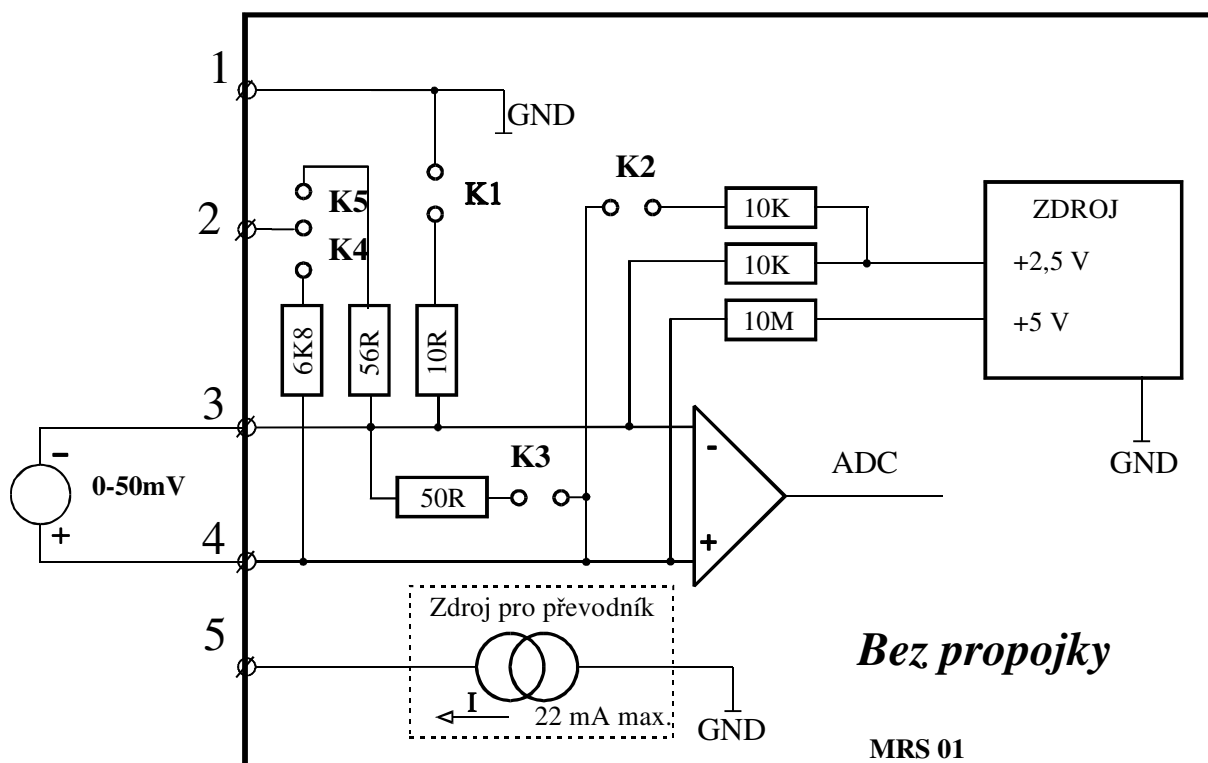 1
GND
K5
K1
K2
10K
ZDROJ
2
K4
10K
+2,5 V
10M
+5 V
6K8
56R
10R
3
-
K3
-
ADC
GND
0-50mV
50R
+
+
4
Zdroj pro převodník
5
Bez propojky
I
22 mA max.
GND
MRS 01